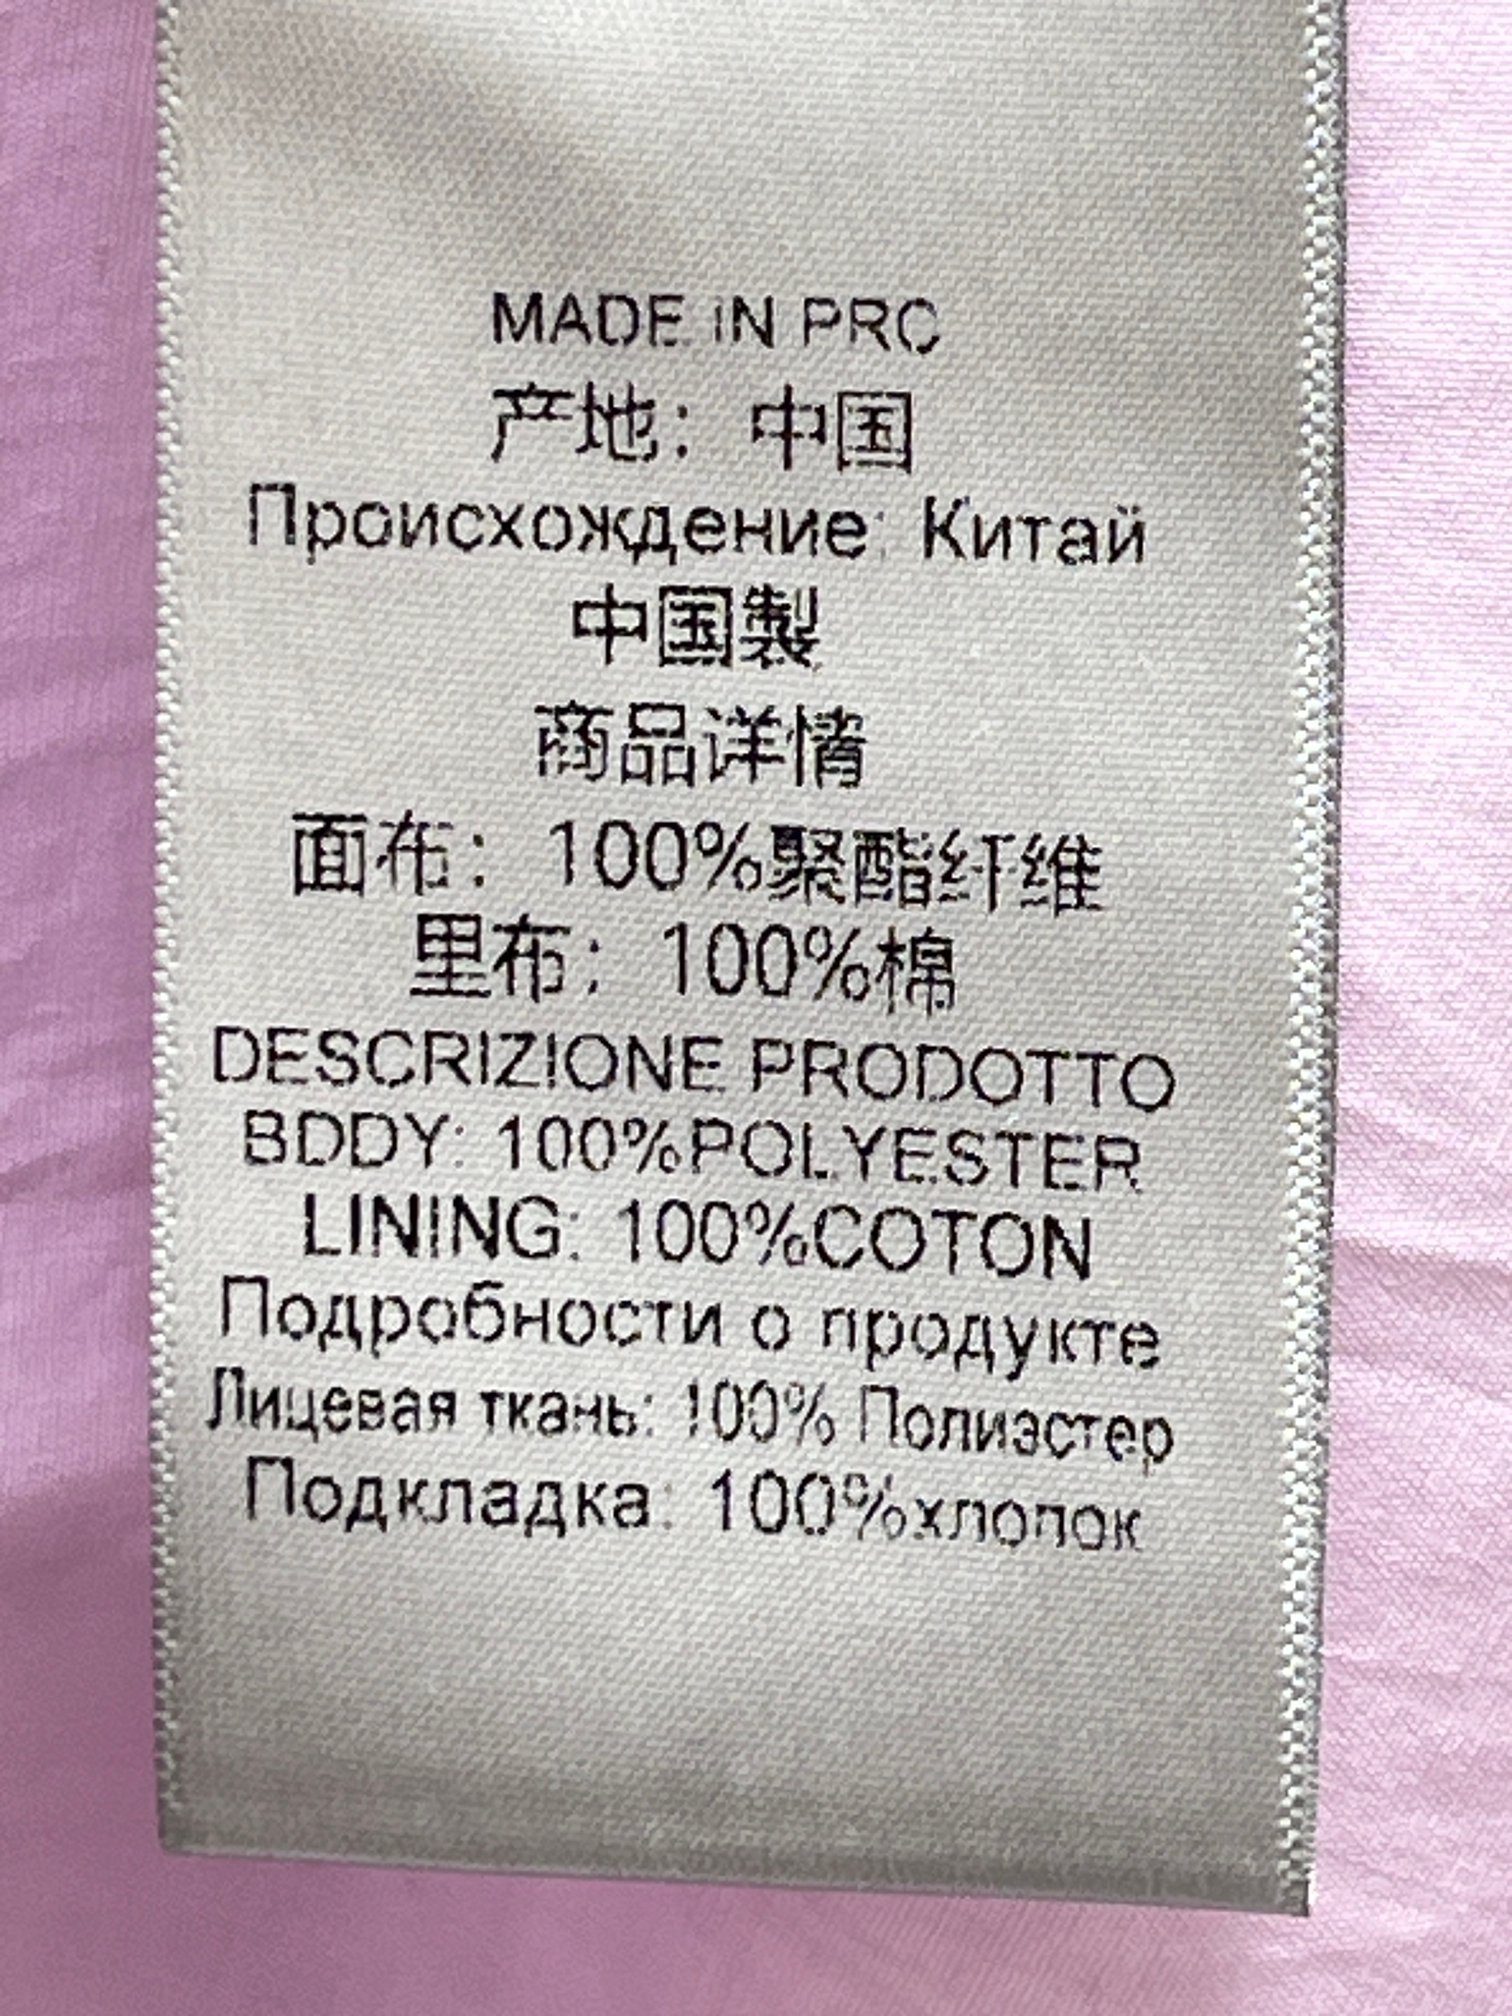 MADE IN PRC
产地：中国
Происхождение: Китай
中国製
商品详情
面布：100%聚酯纤维
里布：100%棉
DESCRIZIONE PRODOTTO
BDDY: 100%POLYESTER
LINING: 100%COTON
Подробности о продукте
Лицевая ткань: 100% Полиэстер
Подкладка: 100%хлопок